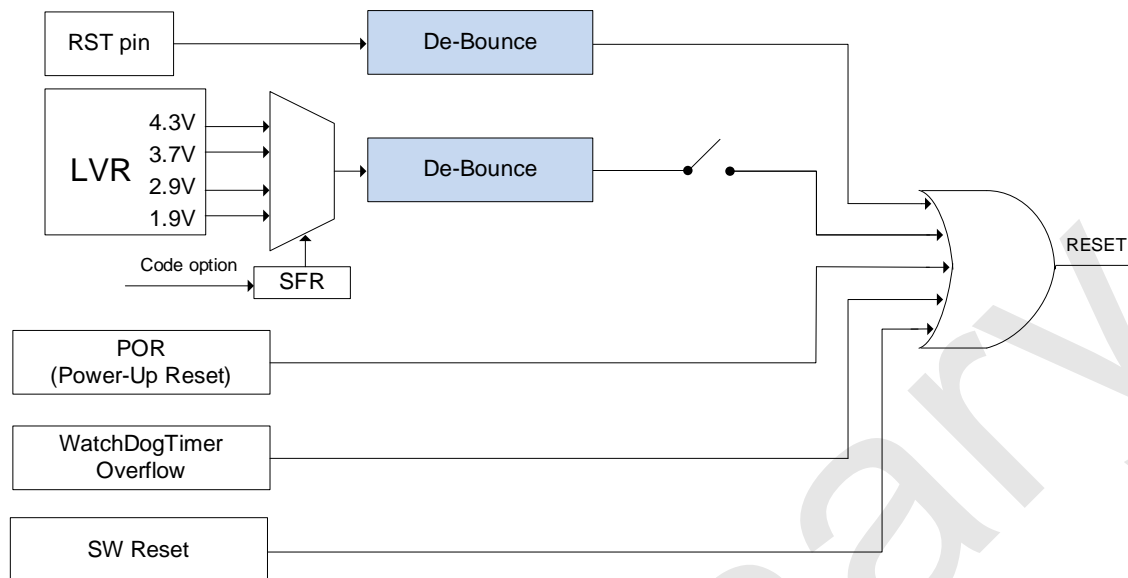 RST pin
De-Bounce
LVR
4.3V
3.7V
2.9V
1.9V
De-Bounce
Code option
SFR
RESET
POR
(Power-Up Reset)
WatchDogTimer
Overflow
SW Reset
ary